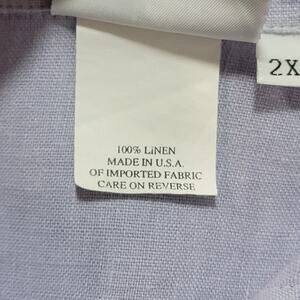 2X
100% LINEN
MADE IN U.S.A.
OF IMPORTED FABRIC
CARE ON REVERSE